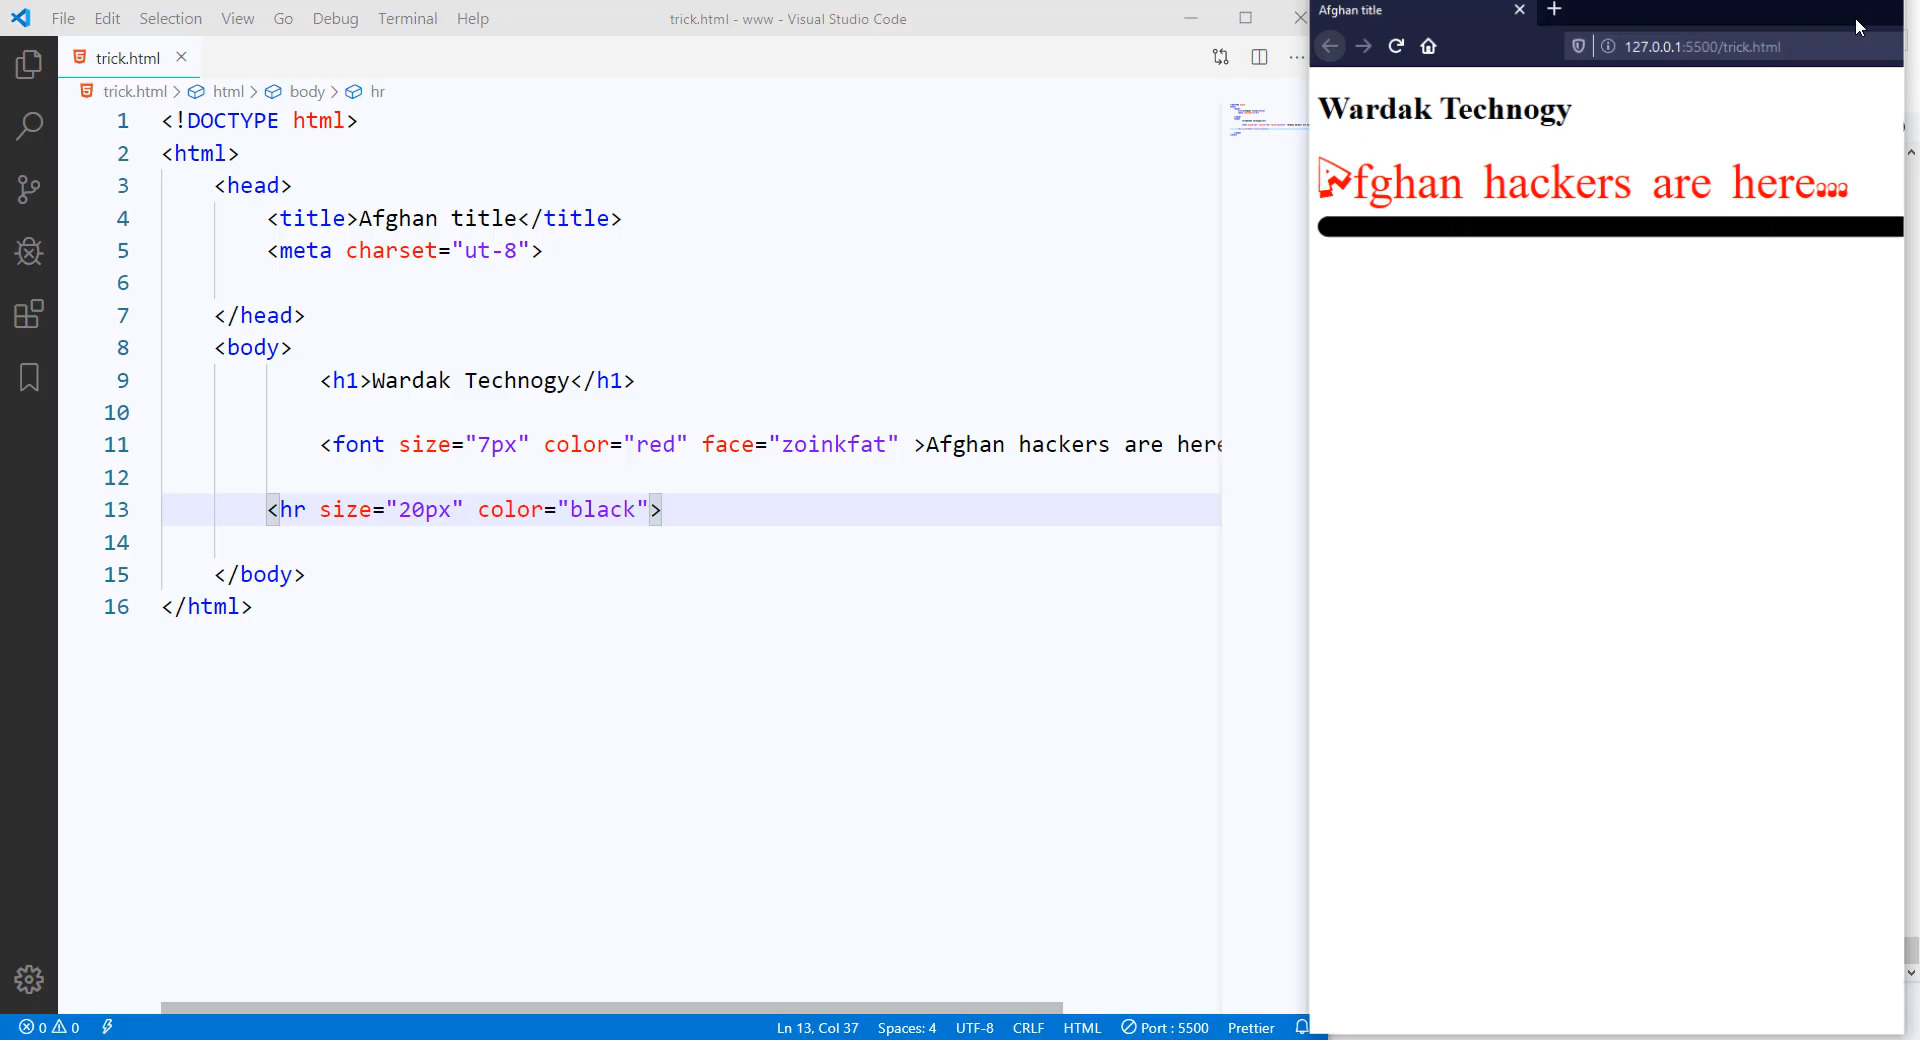 File Edit Selection View Go Debug Terminal Help
trick.html - www - Visual Studio Code
trick.html
trick.html > html > body > hr
1 <!DOCTYPE html>
2 <html>
3 <head>
4 <title>Afghan title</title>
5 <meta charset="ut-8">
6
7 </head>
8 <body>
9 <h1>Wardak Technogy</h1>
10
11 <font size="7px" color="red" face="zoinkfat" >Afghan hackers are here
12
13 <hr size="20px" color="black">
14
15 </body>
16 </html>
0 0
Ln 13, Col 37 Spaces: 4 UTF-8 CRLF HTML Port : 5500 Prettier
Afghan title
127.0.0.1:5500/trick.html
Wardak Technogy
Afghan hackers are here...